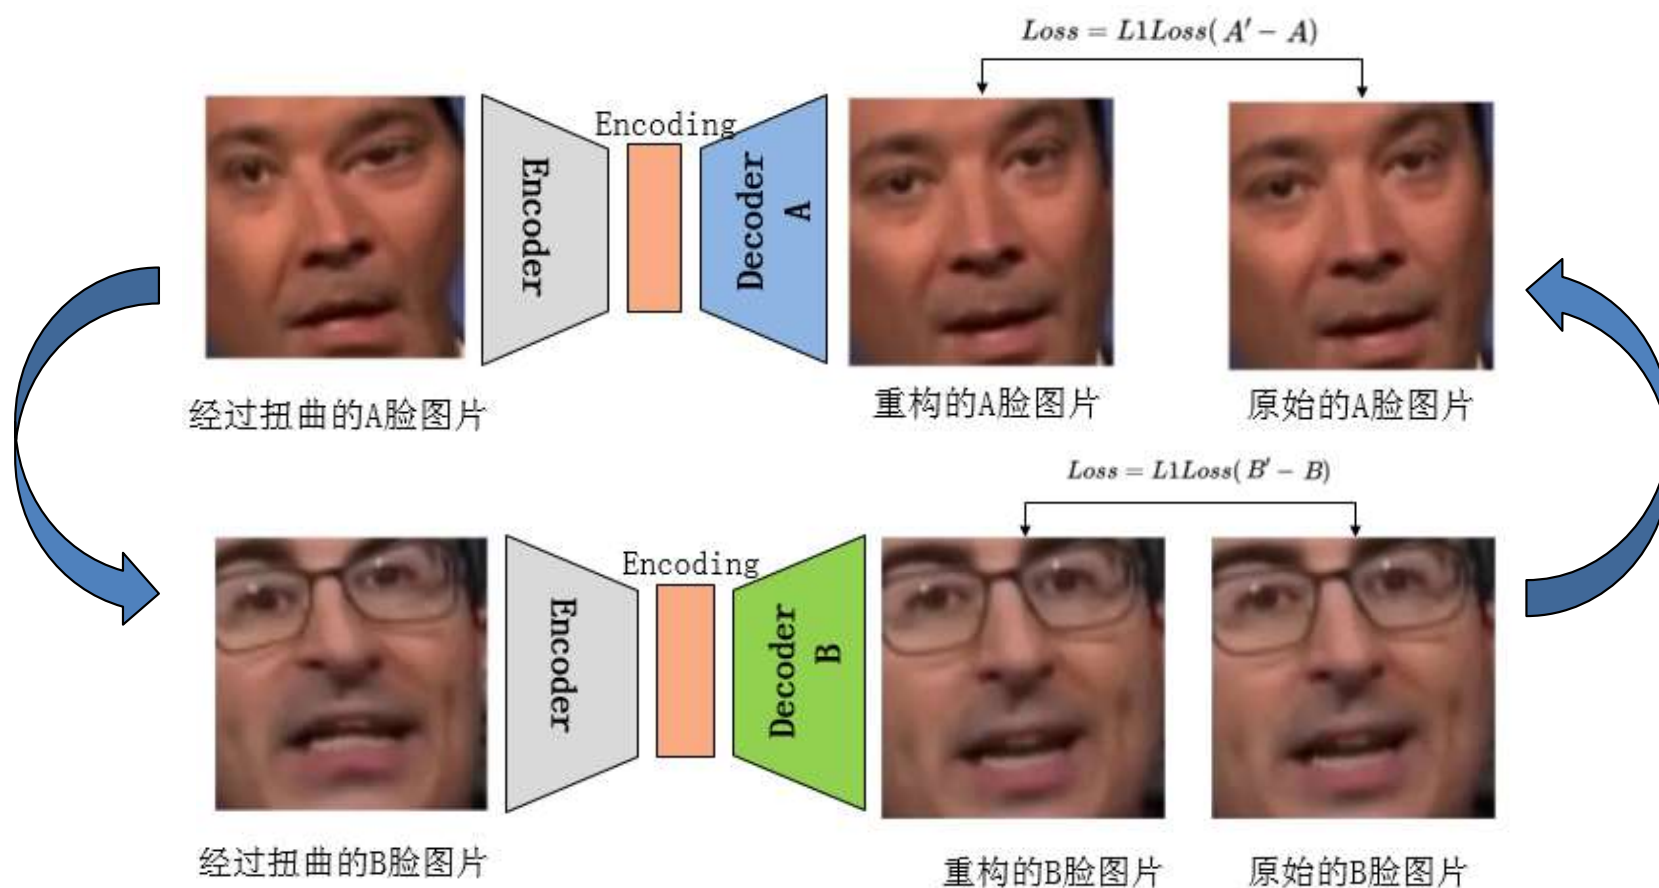 Loss = L1Loss( A′ − A)
Encoding
Encoder
Decoder A
经过扭曲的A脸图片
重构的A脸图片
原始的A脸图片
Loss = L1Loss( B′ − B)
Encoding
Encoder
Decoder B
经过扭曲的B脸图片
重构的B脸图片
原始的B脸图片